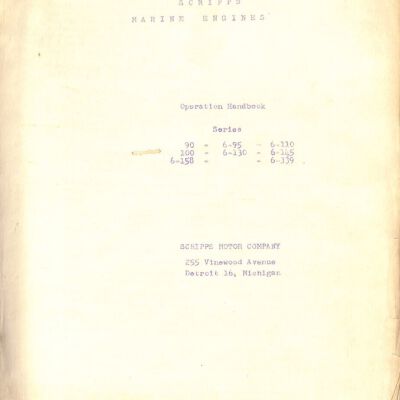 SCRIPPS
MARINE ENGINES
Operation Handbook
Series
90 - 6-95 - 6-110
100 - 6-130 - 6-145
6-158 - - 6-139
SCRIPPS MOTOR COMPANY
255 Vinewood Avenue
Detroit 16, Michigan